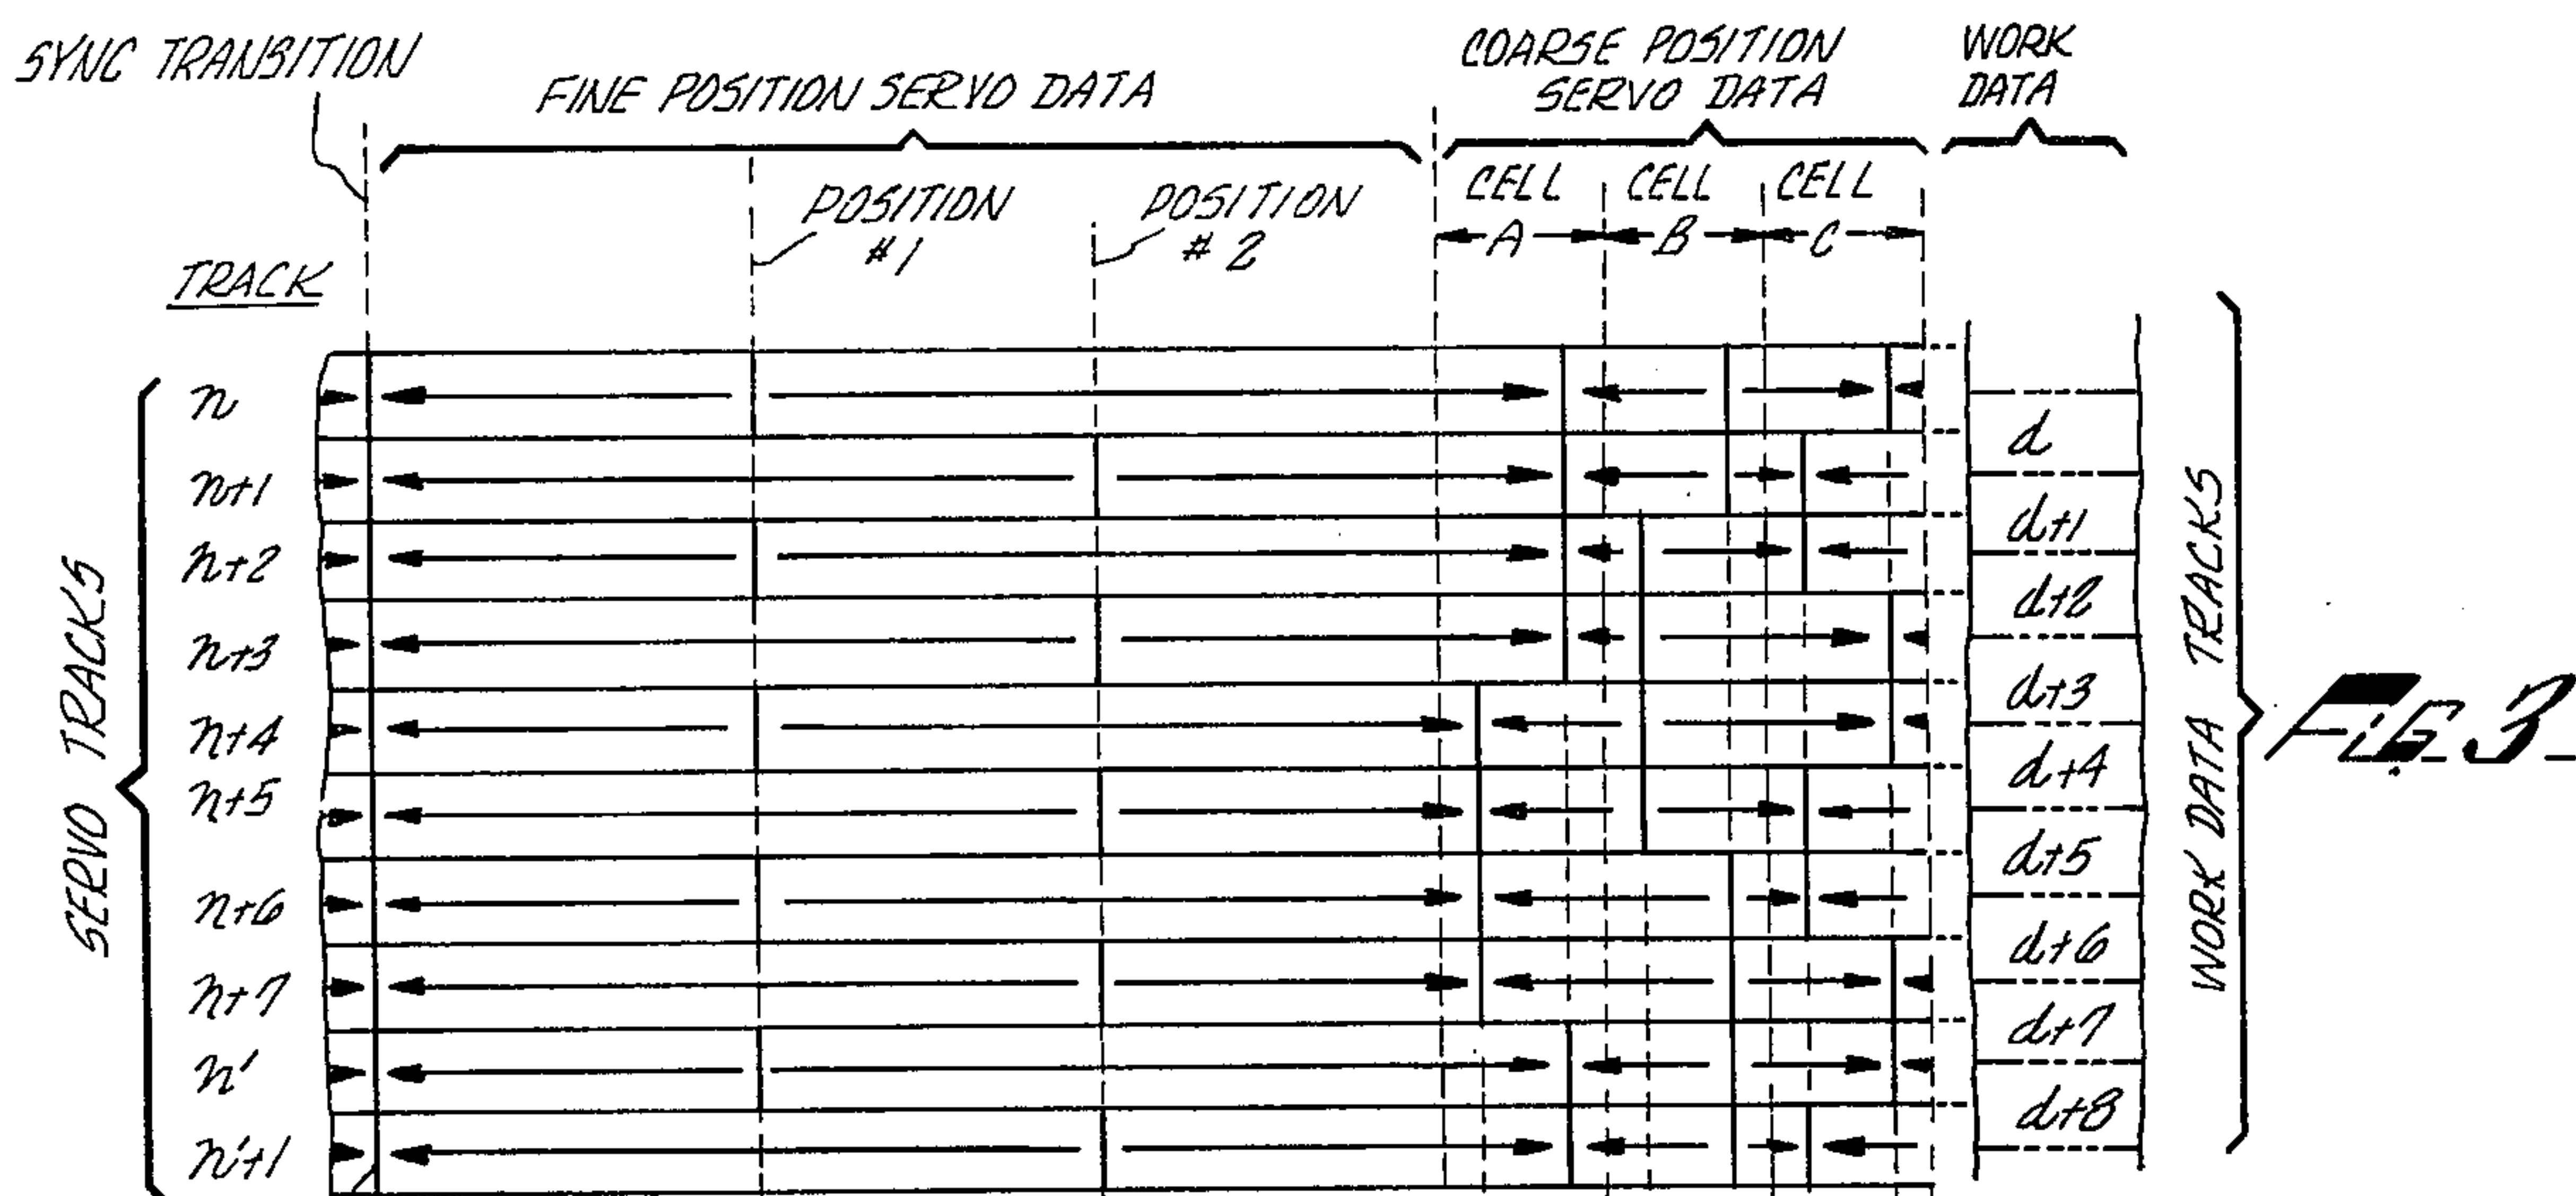 SYNC TRANSITION
FINE POSITION SERVO DATA
COARSE POSITION
SERVO DATA
WORK
DATA
POSITION
#1
POSITION
#2
CELL
A
CELL
B
CELL
C
TRACK
SERVO TRACKS
n
n+1
n+2
n+3
n+4
n+5
n+6
n+7
n'
n'+1
d
d+1
d+2
d+3
d+4
d+5
d+6
d+7
d+8
WORK DATA TRACKS
FIG. 3